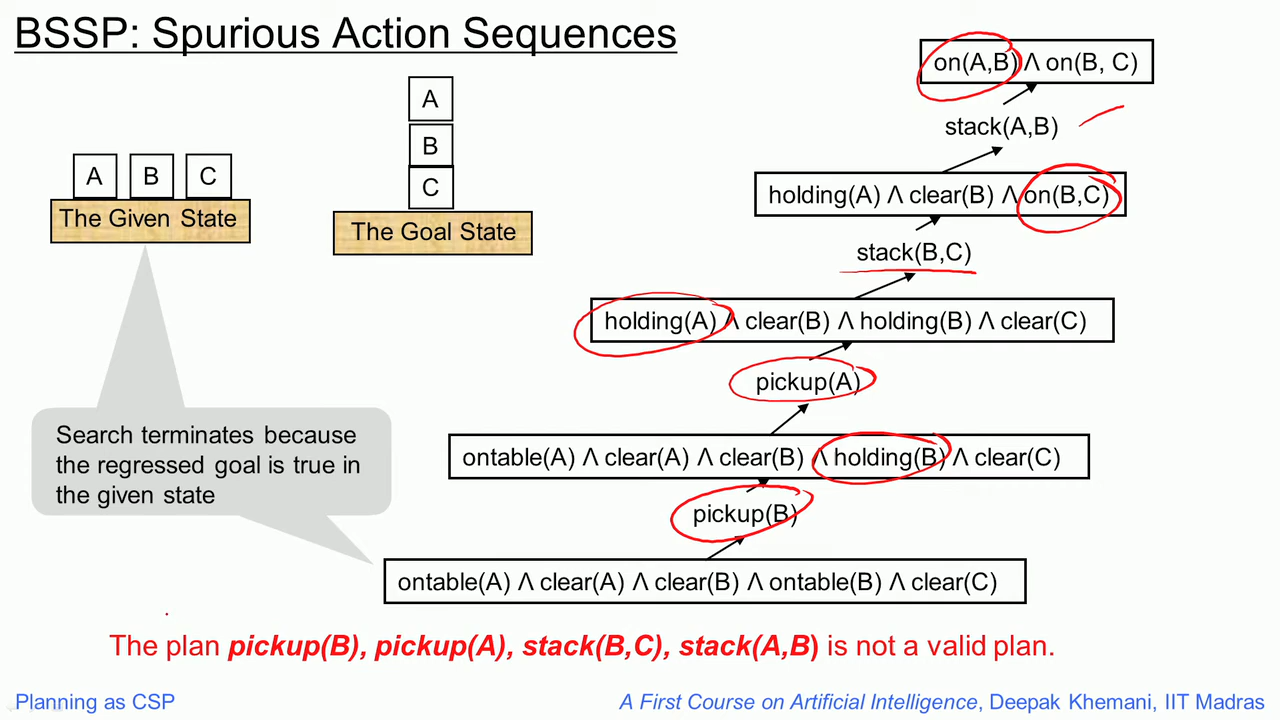 BSSP: Spurious Action Sequences
on(A,B) Λ on(B, C)
stack(A,B)
holding(A) Λ clear(B) Λ on(B,C)
stack(B,C)
holding(A) Λ clear(B) Λ holding(B) Λ clear(C)
pickup(A)
ontable(A) Λ clear(A) Λ clear(B) Λ holding(B) Λ clear(C)
pickup(B)
ontable(A) Λ clear(A) Λ clear(B) Λ ontable(B) Λ clear(C)
A B C
The Given State
A
B
C
The Goal State
Search terminates because
the regressed goal is true in
the given state
The plan pickup(B), pickup(A), stack(B,C), stack(A,B) is not a valid plan.
Planning as CSP
A First Course on Artificial Intelligence, Deepak Khemani, IIT Madras